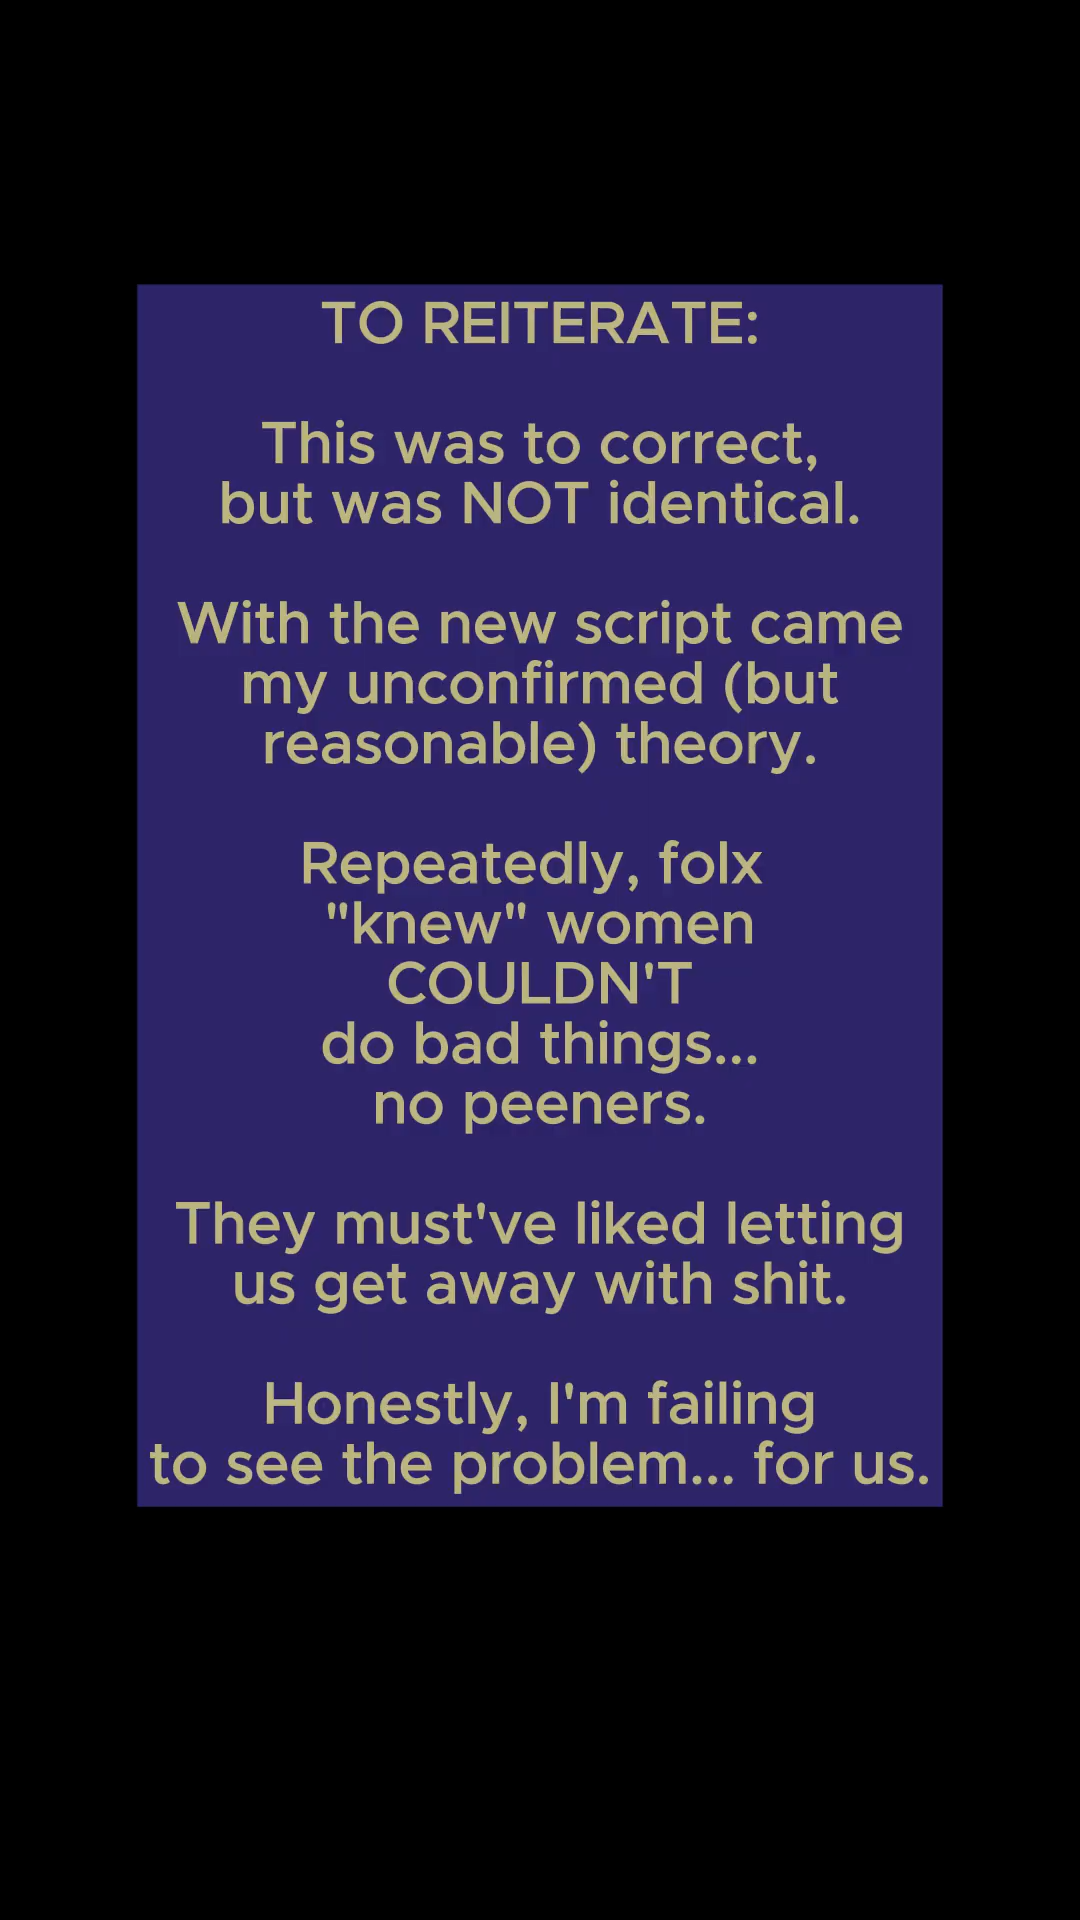 TO REITERATE:
This was to correct,
but was NOT identical.
With the new script came
my unconfirmed (but
reasonable) theory.
Repeatedly, folx
"knew" women
COULDN'T
do bad things...
no peeners.
They must've liked letting
us get away with shit.
Honestly, I'm failing
to see the problem... for us.